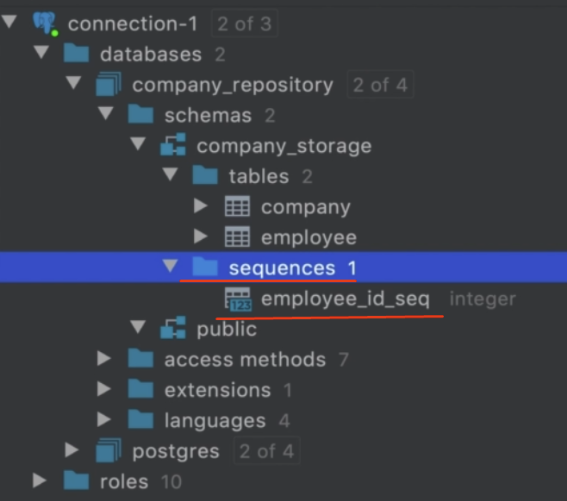 connection-1 2 of 3
databases 2
company_repository 2 of 4
schemas 2
company_storage
tables 2
company
employee
sequences 1
123 employee_id_seq integer
public
access methods 7
extensions 1
languages 4
postgres 2 of 4
roles 10